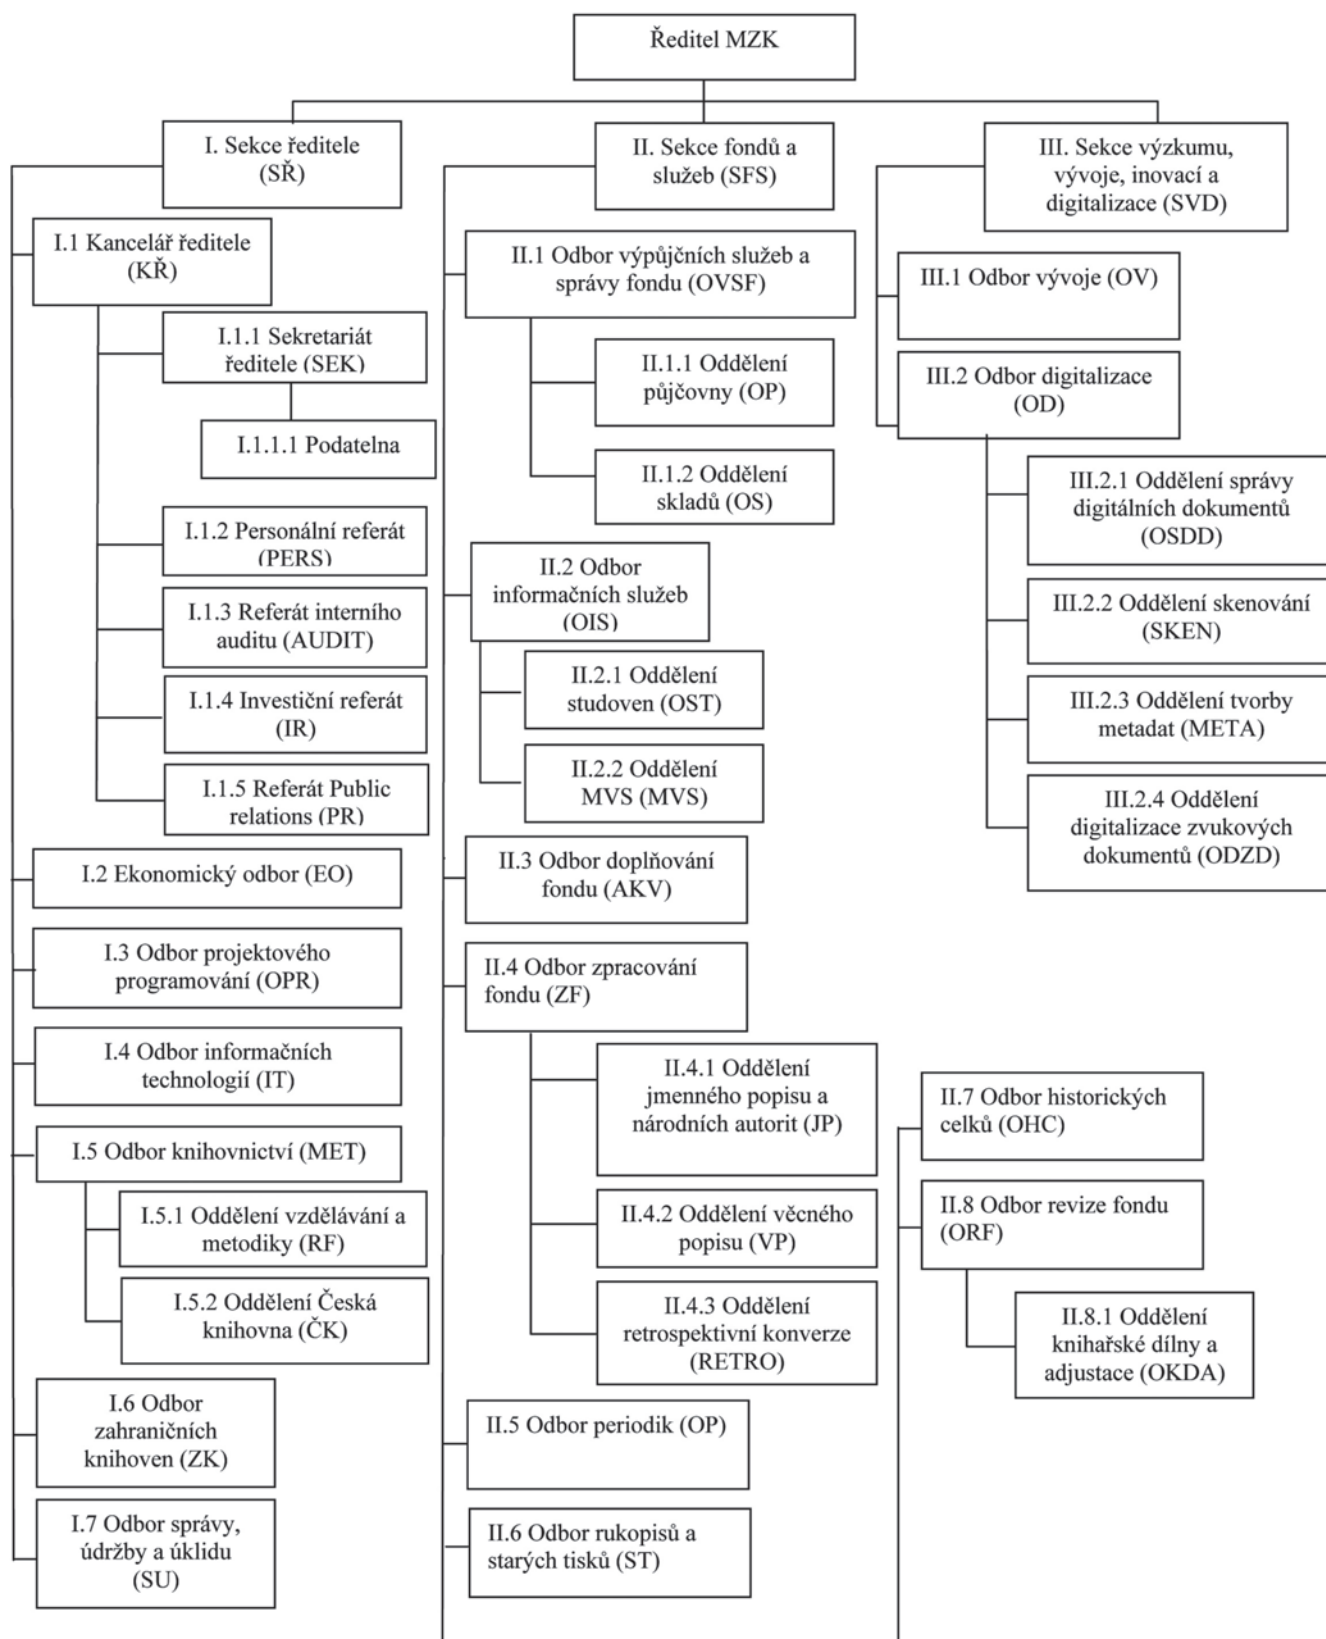 Ředitel MZK
I. Sekce ředitele
(SŘ)
I.1 Kancelář ředitele
(KŘ)
I.1.1 Sekretariát
ředitele (SEK)
I.1.1.1 Podatelna
I.1.2 Personální referát
(PERS)
I.1.3 Referát interního
auditu (AUDIT)
I.1.4 Investiční referát
(IR)
I.1.5 Referát Public
relations (PR)
I.2 Ekonomický odbor (EO)
I.3 Odbor projektového
programování (OPR)
I.4 Odbor informačních
technologií (IT)
I.5 Odbor knihovnictví (MET)
I.5.1 Oddělení vzdělávání a
metodiky (RF)
I.5.2 Oddělení Česká
knihovna (ČK)
I.6 Odbor
zahraničních
knihoven (ZK)
I.7 Odbor správy,
údržby a úklidu
(SU)
II. Sekce fondů a
služeb (SFS)
II.1 Odbor výpůjčních služeb a
správy fondu (OVSF)
II.1.1 Oddělení
půjčovny (OP)
II.1.2 Oddělení
skladů (OS)
II.2 Odbor
informačních služeb
(OIS)
II.2.1 Oddělení
studoven (OST)
II.2.2 Oddělení
MVS (MVS)
II.3 Odbor doplňování
fondu (AKV)
II.4 Odbor zpracování
fondu (ZF)
II.4.1 Oddělení
jmenného popisu a
národních autorit (JP)
II.4.2 Oddělení věcného
popisu (VP)
II.4.3 Oddělení
retrospektivní konverze
(RETRO)
II.5 Odbor periodik (OP)
II.6 Odbor rukopisů a
starých tisků (ST)
II.7 Odbor historických
celků (OHC)
II.8 Odbor revize fondu
(ORF)
II.8.1 Oddělení
knihařské dílny a
adjustace (OKDA)
III. Sekce výzkumu,
vývoje, inovací a
digitalizace (SVD)
III.1 Odbor vývoje (OV)
III.2 Odbor digitalizace
(OD)
III.2.1 Oddělení správy
digitálních dokumentů
(OSDD)
III.2.2 Oddělení skenování
(SKEN)
III.2.3 Oddělení tvorby
metadat (META)
III.2.4 Oddělení
digitalizace zvukových
dokumentů (ODZD)